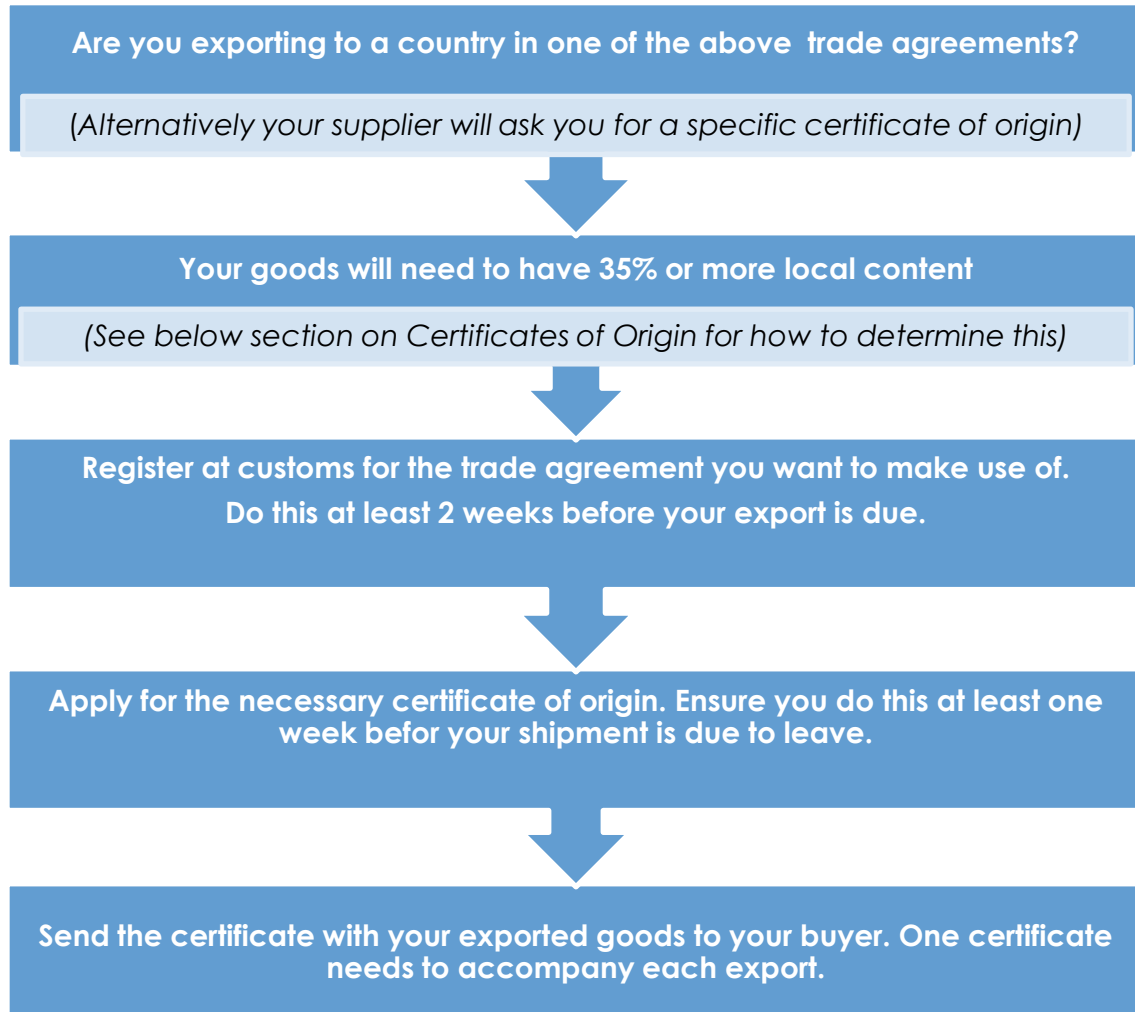 Are you exporting to a country in one of the above trade agreements?
(Alternatively your supplier will ask you for a specific certificate of origin)
Your goods will need to have 35% or more local content
(See below section on Certificates of Origin for how to determine this)
Register at customs for the trade agreement you want to make use of.
Do this at least 2 weeks before your export is due.
Apply for the necessary certificate of origin. Ensure you do this at least one
week befor your shipment is due to leave.
Send the certificate with your exported goods to your buyer. One certificate
needs to accompany each export.